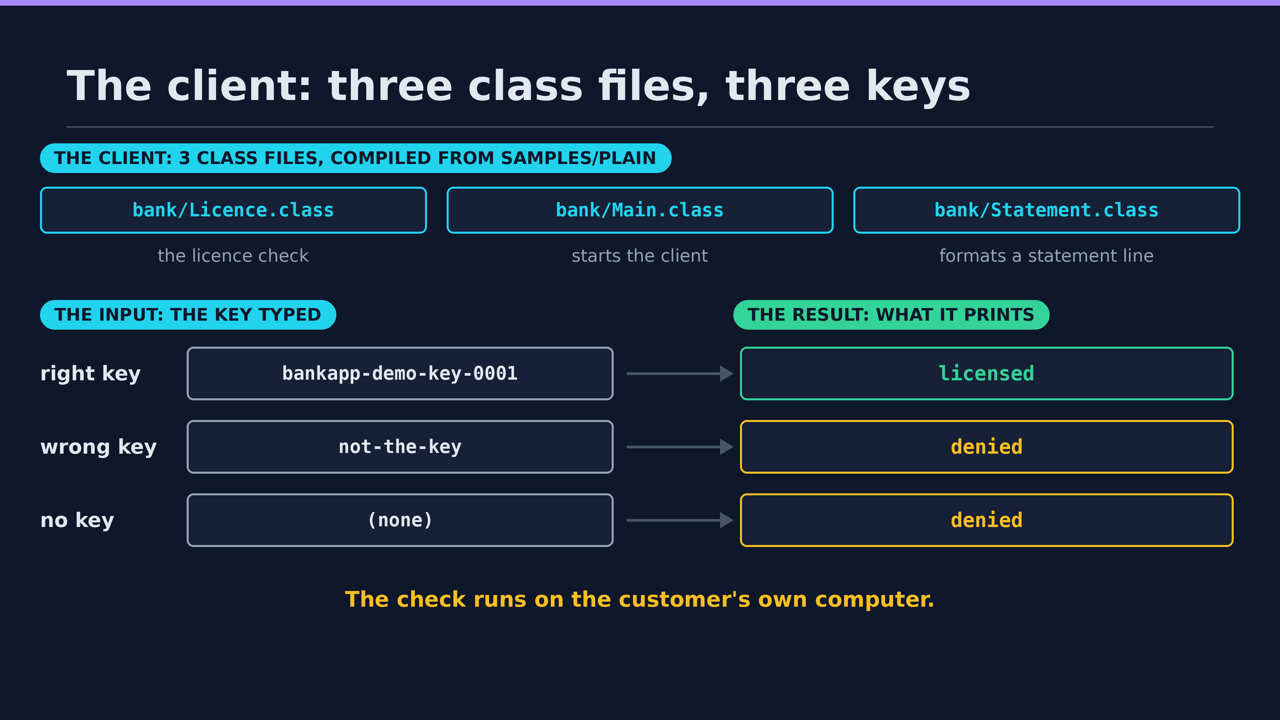 The client: three class files, three keys
THE CLIENT: 3 CLASS FILES, COMPILED FROM SAMPLES/PLAIN
bank/Licence.class
bank/Main.class
bank/Statement.class
the licence check
starts the client
formats a statement line
THE INPUT: THE KEY TYPED
THE RESULT: WHAT IT PRINTS
right key
bankapp-demo-key-0001
licensed
wrong key
not-the-key
denied
no key
(none)
denied
The check runs on the customer's own computer.